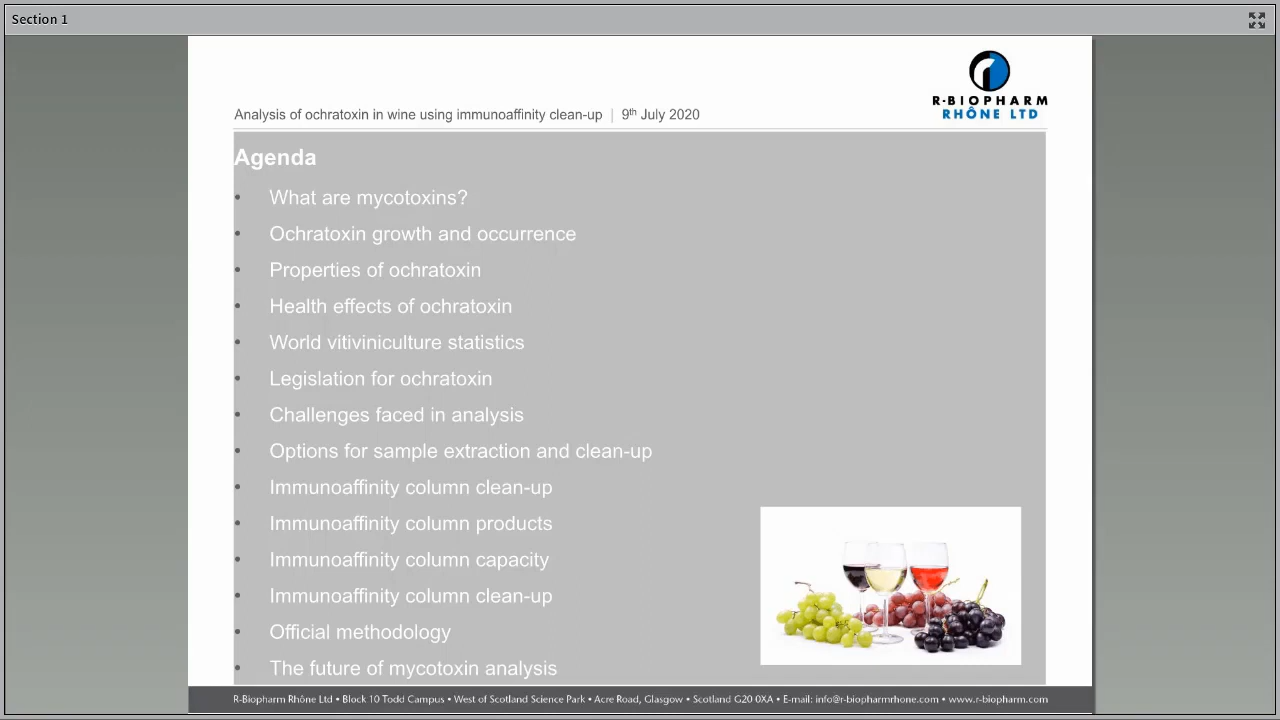 Section 1
R-BIOPHARM
RHÔNE LTD
Analysis of ochratoxin in wine using immunoaffinity clean-up | 9th July 2020
Agenda
• What are mycotoxins?
• Ochratoxin growth and occurrence
• Properties of ochratoxin
• Health effects of ochratoxin
• World vitiviniculture statistics
• Legislation for ochratoxin
• Challenges faced in analysis
• Options for sample extraction and clean-up
• Immunoaffinity column clean-up
• Immunoaffinity column products
• Immunoaffinity column capacity
• Immunoaffinity column clean-up
• Official methodology
• The future of mycotoxin analysis
R-Biopharm Rhône Ltd • Block 10 Todd Campus • West of Scotland Science Park • Acre Road, Glasgow • Scotland G20 0XA • E-mail: info@r-biopharmrhone.com • www.r-biopharm.com